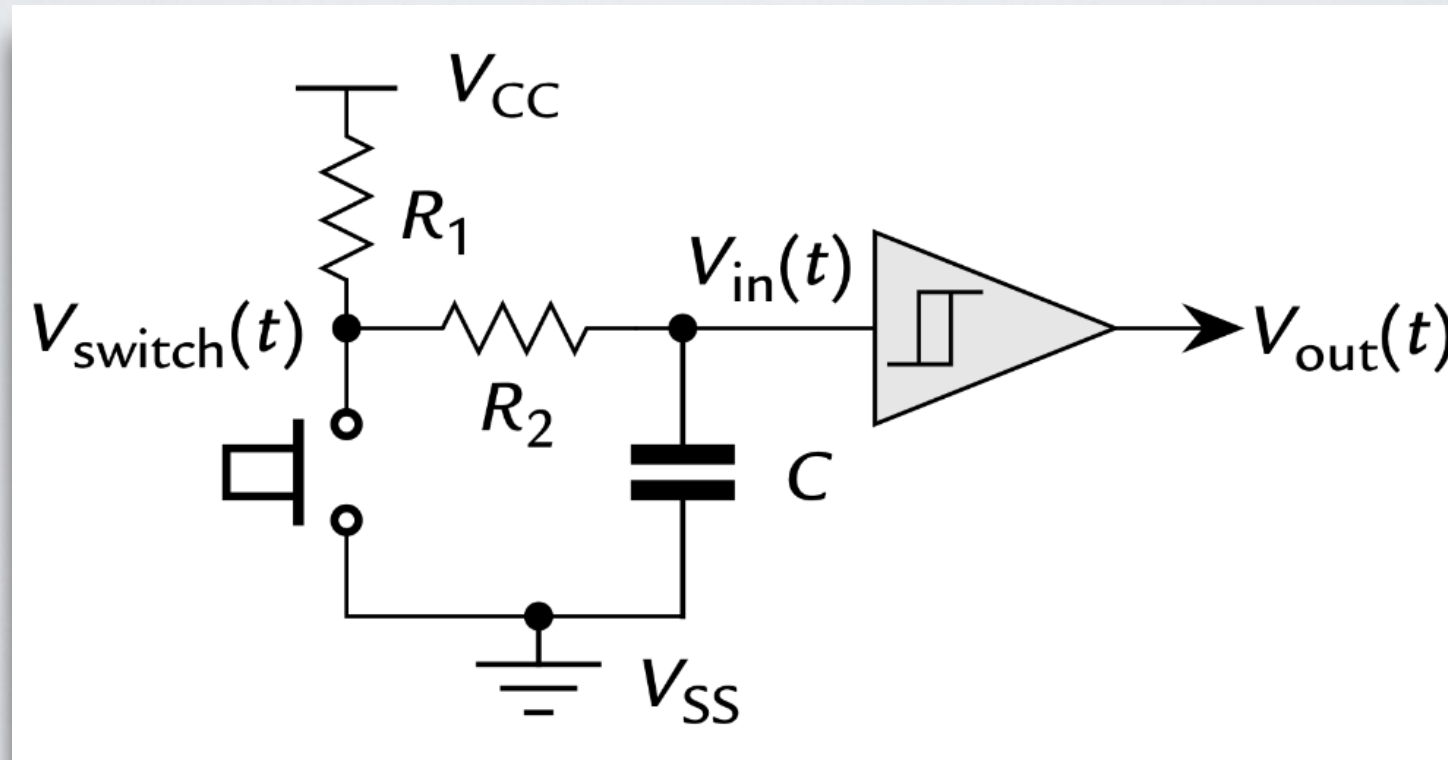 V_CC
R_1
V_in(t)
V_switch(t)
V_out(t)
R_2
C
V_SS